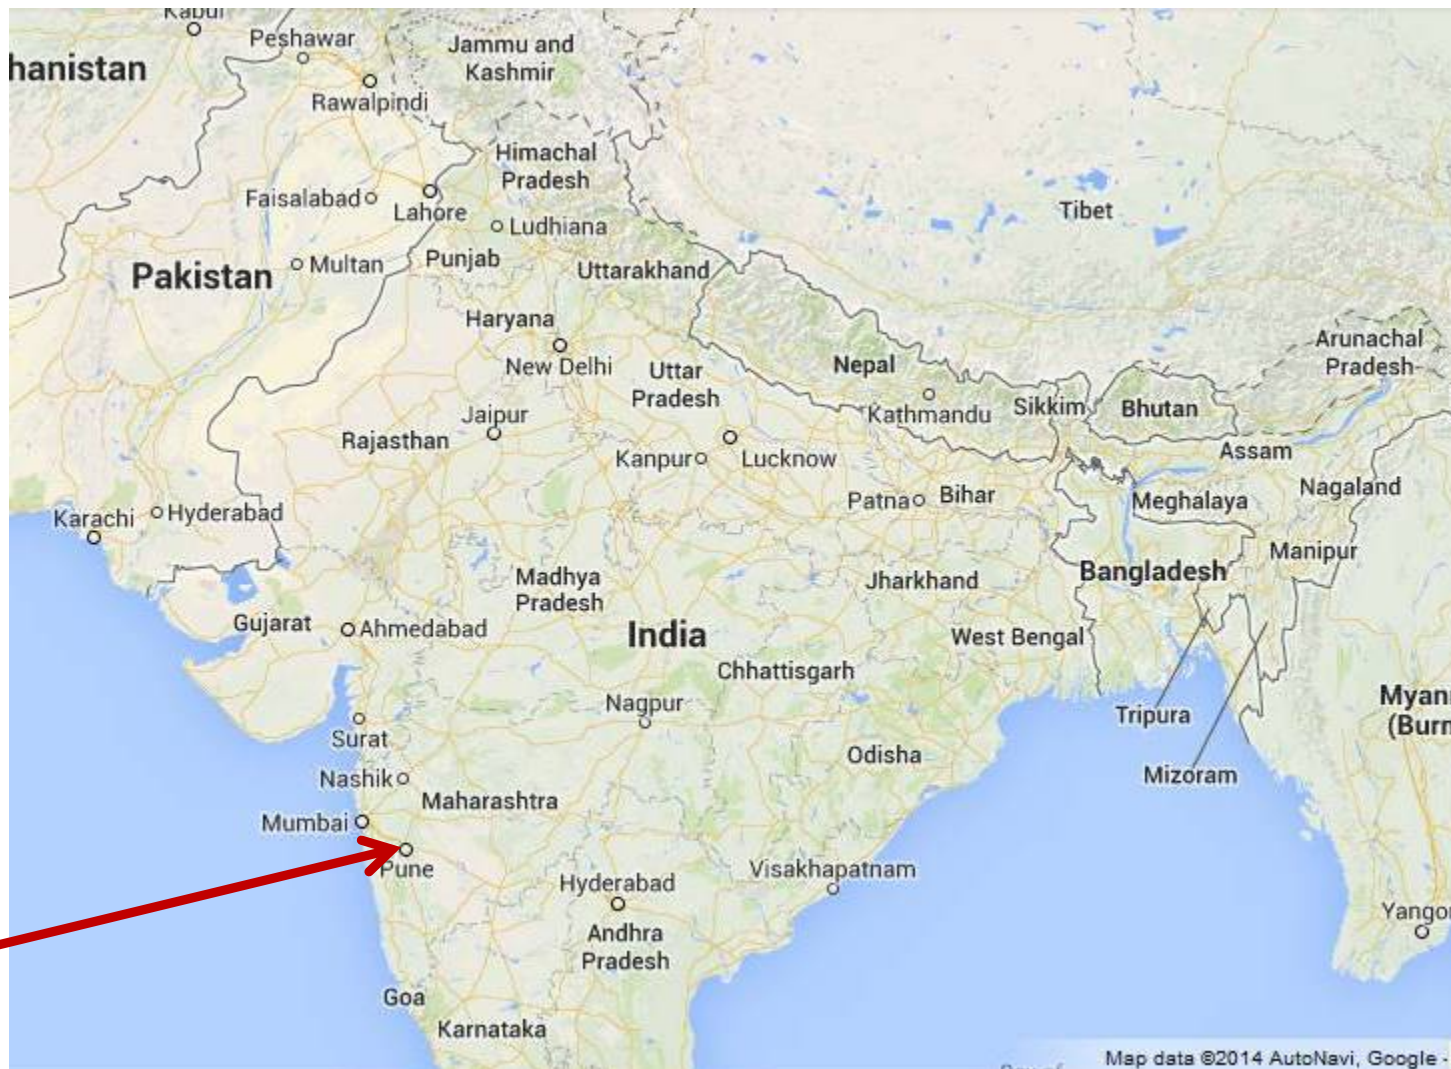 Kabul
Peshawar
Jammu and
Kashmir
hanistan
Rawalpindi
Himachal
Pradesh
Faisalabad
Lahore
Ludhiana
Tibet
Punjab
Multan
Pakistan
Uttarakhand
Haryana
New Delhi
Uttar
Pradesh
Nepal
Arunachal
Pradesh
Kathmandu
Sikkim
Bhutan
Jaipur
Rajasthan
Kanpur
Lucknow
Assam
Patna
Bihar
Meghalaya
Nagaland
Karachi
Hyderabad
Manipur
Madhya
Pradesh
Jharkhand
Bangladesh
Gujarat
Ahmedabad
India
West Bengal
Chhattisgarh
Nagpur
Tripura
Myan
(Burn
Surat
Odisha
Nashik
Mizoram
Maharashtra
Mumbai
Pune
Hyderabad
Visakhapatnam
Andhra
Pradesh
Yango
Goa
Karnataka
Map data ©2014 AutoNavi, Google -